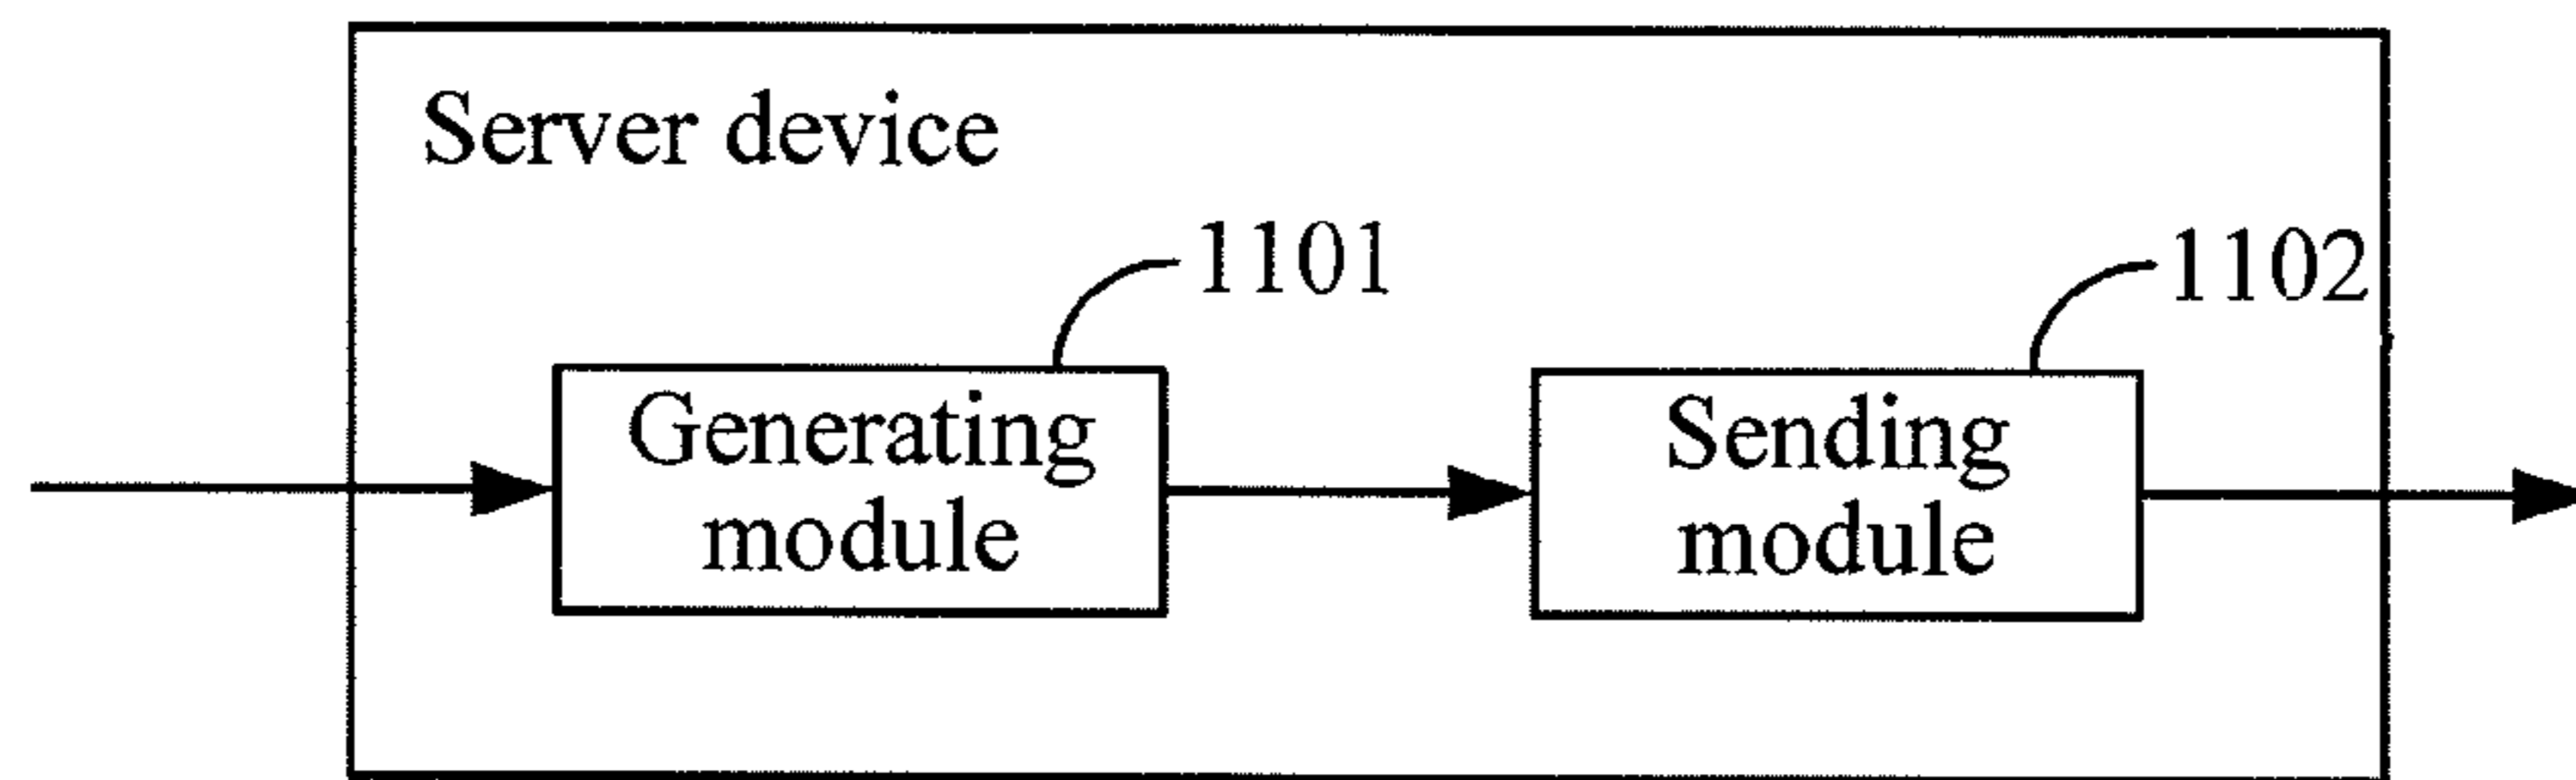 Server device
1101
1102
Generating
module
Sending
module